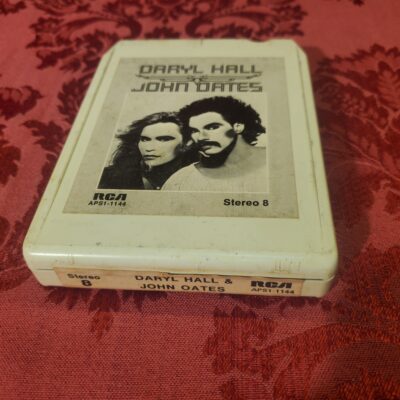 DARYL HALL
&
JOHN OATES
RCA
APS1-1144
Stereo 8
Stereo
8
DARYL HALL &
JOHN OATES
RCA
APS1-1144